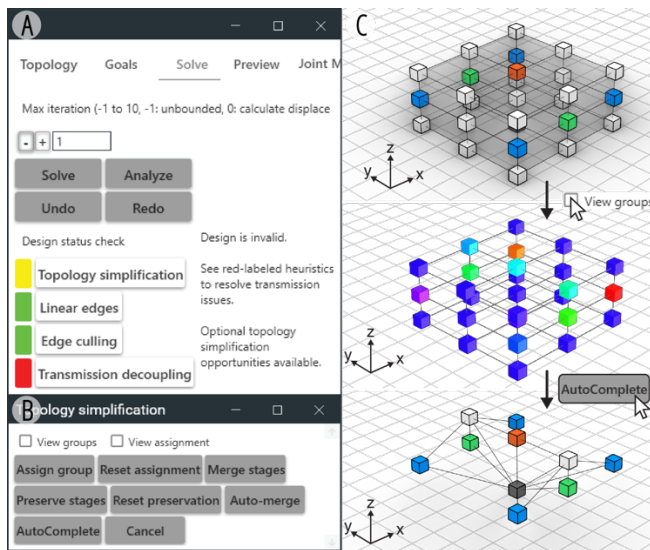 A
Topology Goals Solve Preview Joint M
Max iteration (-1 to 10, -1: unbounded, 0: calculate displace
- + 1
Solve Analyze
Undo Redo
Design status check
Topology simplification
Linear edges
Edge culling
Transmission decoupling
Design is invalid.
See red-labeled heuristics
to resolve transmission
issues.
Optional topology
simplification
opportunities available.
B
Topology simplification
View groups View assignment
Assign group Reset assignment Merge stages
Preserve stages Reset preservation Auto-merge
AutoComplete Cancel
C
z
y x
View groups
z
y x
AutoComplete
z
y x